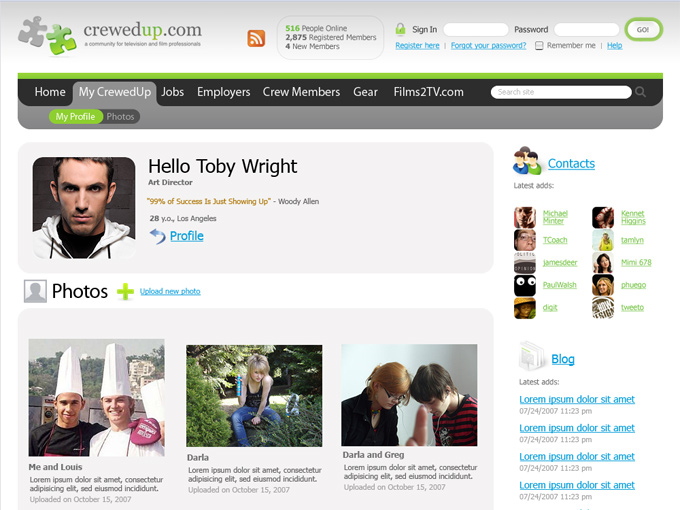 crewedup.com
a community for television and film professionals
516 People Online
2,875 Registered Members
4 New Members
Sign In
Password
GO!
Register here | Forgot your password? Remember me | Help
Home My CrewedUp Jobs Employers Crew Members Gear Films2TV.com
Search site
My Profile Photos
Hello Toby Wright
Art Director
"99% of Success Is Just Showing Up" - Woody Allen
28 y.o., Los Angeles
Profile
Photos
Upload new photo
Me and Louis
Lorem ipsum dolor sit amet, consectetur
adipisicing elit, sed eiusmod incididunt.
Uploaded on October 15, 2007
Darla
Lorem ipsum dolor sit amet, consectetur
adipisicing elit, sed eiusmod incididunt.
Uploaded on October 15, 2007
Darla and Greg
Lorem ipsum dolor sit amet, consectetur
adipisicing elit, sed eiusmod incididunt.
Uploaded on October 15, 2007
Contacts
Latest adds:
Michael
Minter
Kennet
Higgins
TCoach
tamlyn
jamesdeer
Mimi 678
PaulWalsh
phuego
digit
tweeto
Blog
Latest adds:
Lorem ipsum dolor sit amet
07/24/2007 11:23 pm
Lorem ipsum dolor sit amet
07/24/2007 11:23 pm
Lorem ipsum dolor sit amet
07/24/2007 11:23 pm
Lorem ipsum dolor sit amet
07/24/2007 11:23 pm